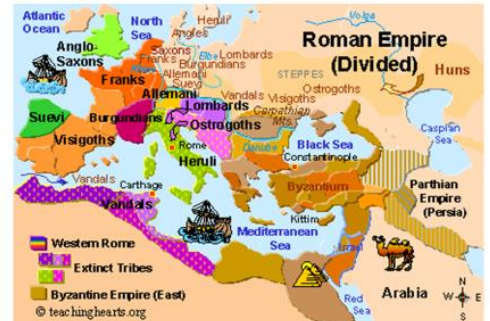 Roman Empire
(Divided)
Atlantic
Ocean
North
Sea
Heruli
Angles
Volga
Anglo-
Saxons
Saxons
Franks
Elbe
Lombards
Burgundians
Allemani
Suevi
STEPPES
Huns
Franks
Allemani
Vandals
Visigoths
Ostrogoths
Suevi
Burgundians
Lombards
Carpathian
Mts.
Ostrogoths
Caspian
Sea
Visigoths
Rome
Danube
Black Sea
Constantinople
Heruli
Vandals
Carthage
Byzantium
Parthian
Empire
(Persia)
Vandals
Kittim
Mediterranean
Sea
Israel
Western Rome
Extinct Tribes
Byzantine Empire (East)
Red
Sea
Arabia
N
W
E
S
© teachinghearts.org